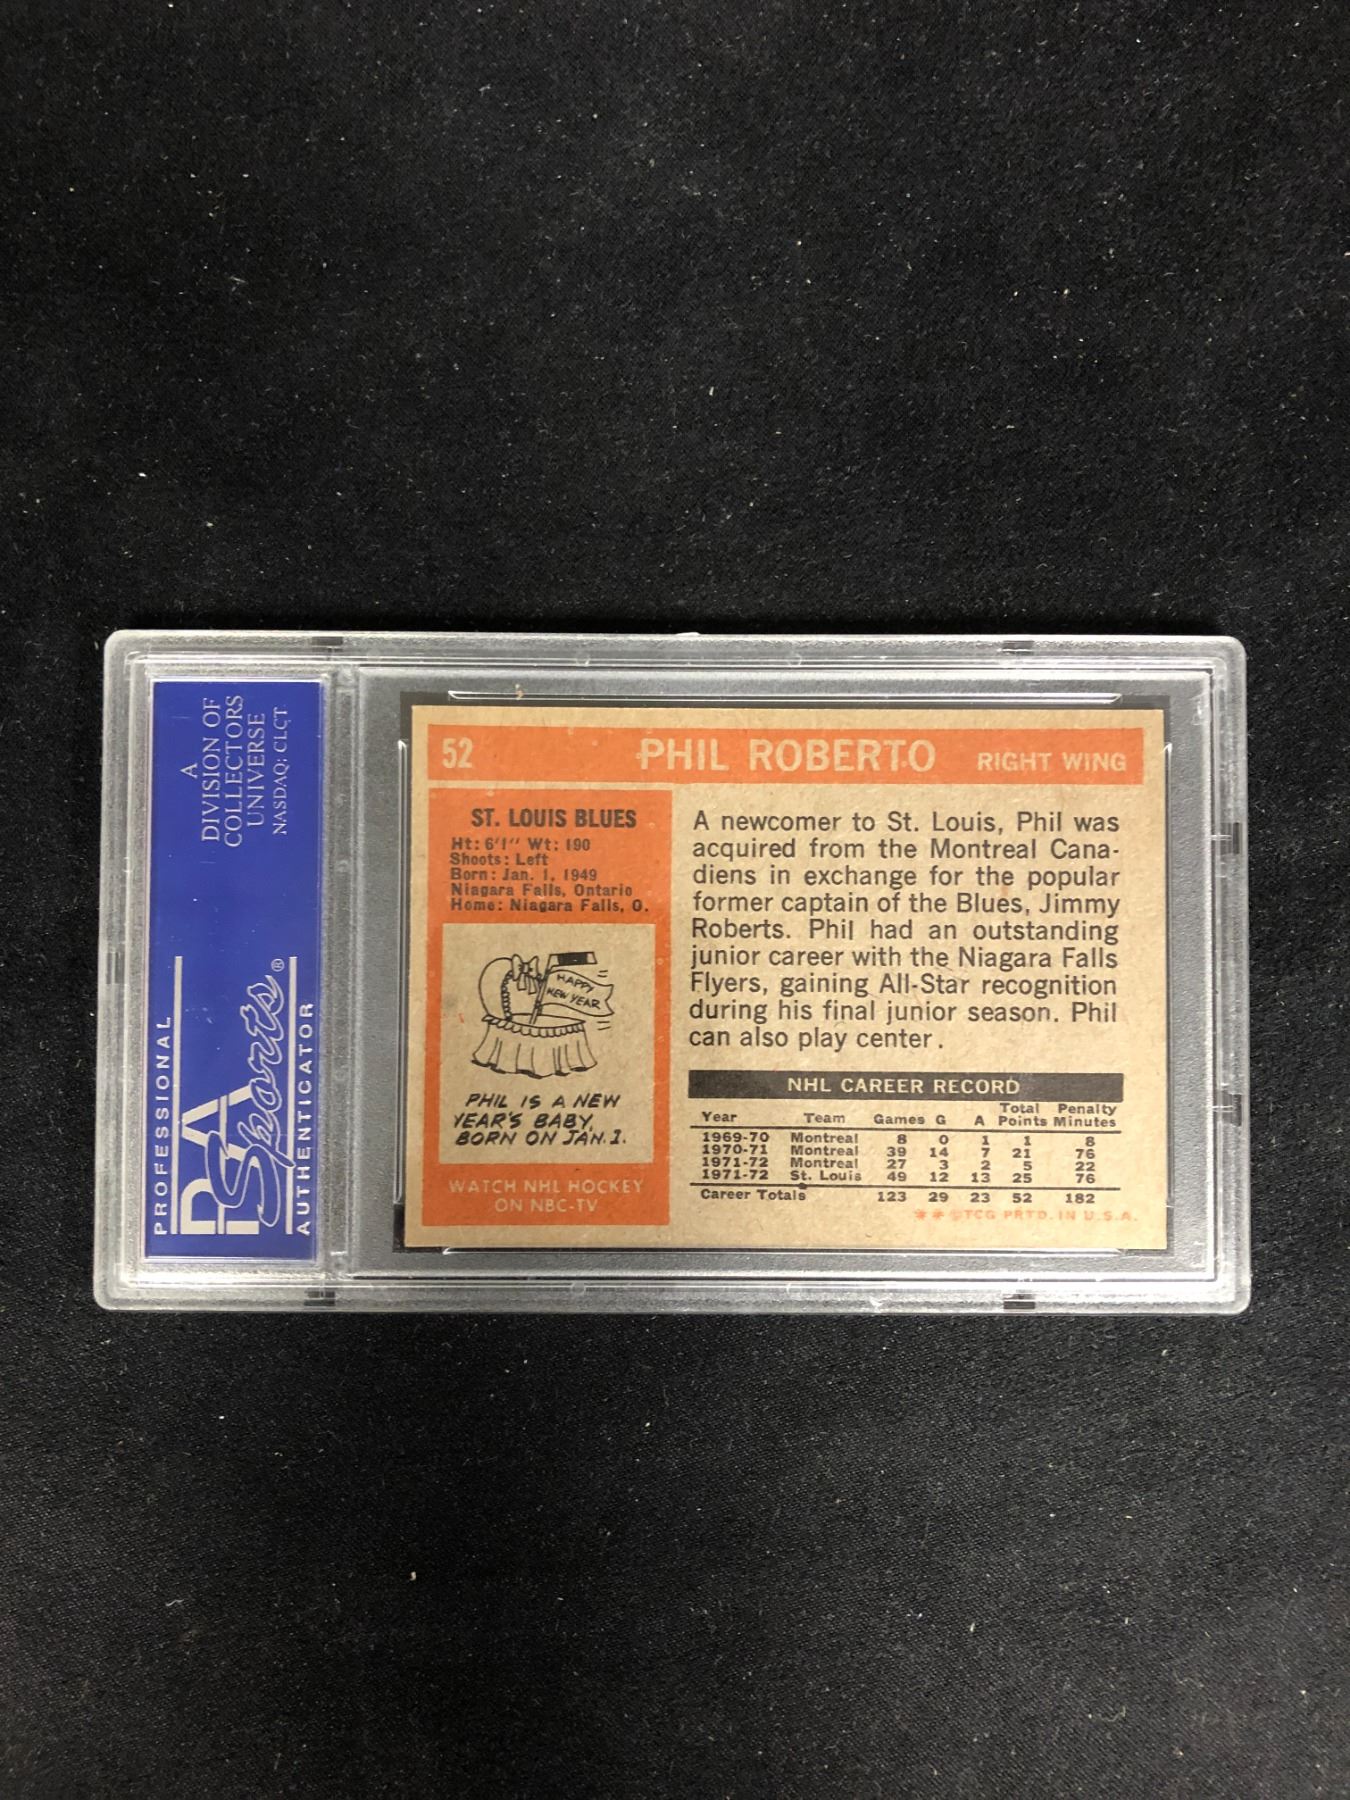 A
DIVISION OF
COLLECTORS
UNIVERSE
NASDAQ: CLCT
PROFESSIONAL
PSA Sports®
AUTHENTICATOR
52 PHIL ROBERTO RIGHT WING
ST. LOUIS BLUES
Ht: 6'1" Wt: 190
Shoots: Left
Born: Jan. 1, 1949
Niagara Falls, Ontario
Home: Niagara Falls, O.
HAPPY
NEW YEAR
PHIL IS A NEW
YEAR'S BABY,
BORN ON JAN. 1.
WATCH NHL HOCKEY
ON NBC-TV
A newcomer to St. Louis, Phil was
acquired from the Montreal Cana-
diens in exchange for the popular
former captain of the Blues, Jimmy
Roberts. Phil had an outstanding
junior career with the Niagara Falls
Flyers, gaining All-Star recognition
during his final junior season. Phil
can also play center.
NHL CAREER RECORD
Year Team Games G A Total Points Penalty Minutes
1969-70 Montreal 8 0 1 1 8
1970-71 Montreal 39 14 7 21 76
1971-72 Montreal 27 3 2 5 22
1971-72 St. Louis 49 12 13 25 76
Career Totals 123 29 23 52 182
* * ©TCG PRTD. IN U.S.A.